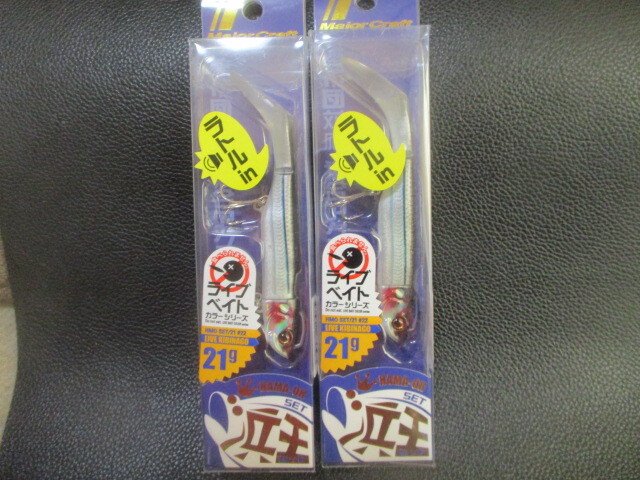 Major Craft
ラトルin
ライブ
ベイト
カラーシリーズ
LIVE KIBINAGO
21g
HAMA-OH
SET
浜王
Major Craft
ラトルin
ライブ
ベイト
カラーシリーズ
LIVE KIBINAGO
21g
HAMA-OH
SET
浜王